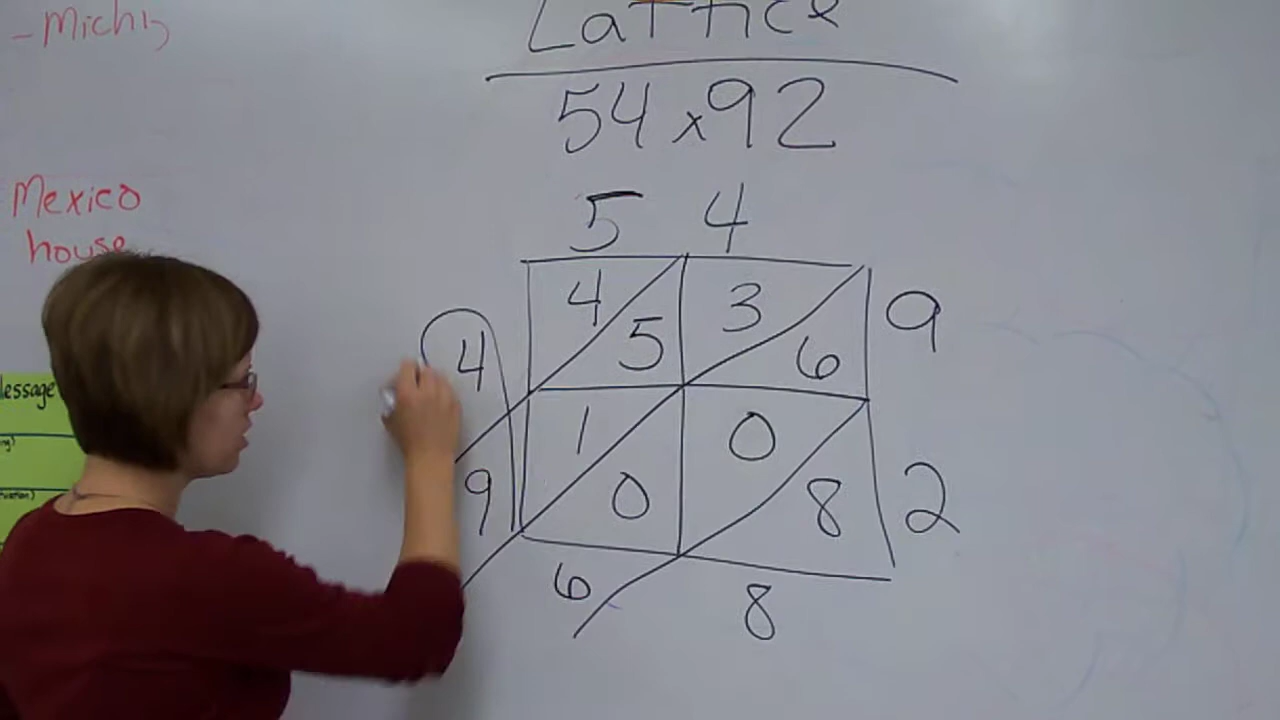 Lattice
- Michi
54 x 92
Mexico
house
5 4
4 5 3 6 9
4
1 0 0 8 2
9
6 8
essage